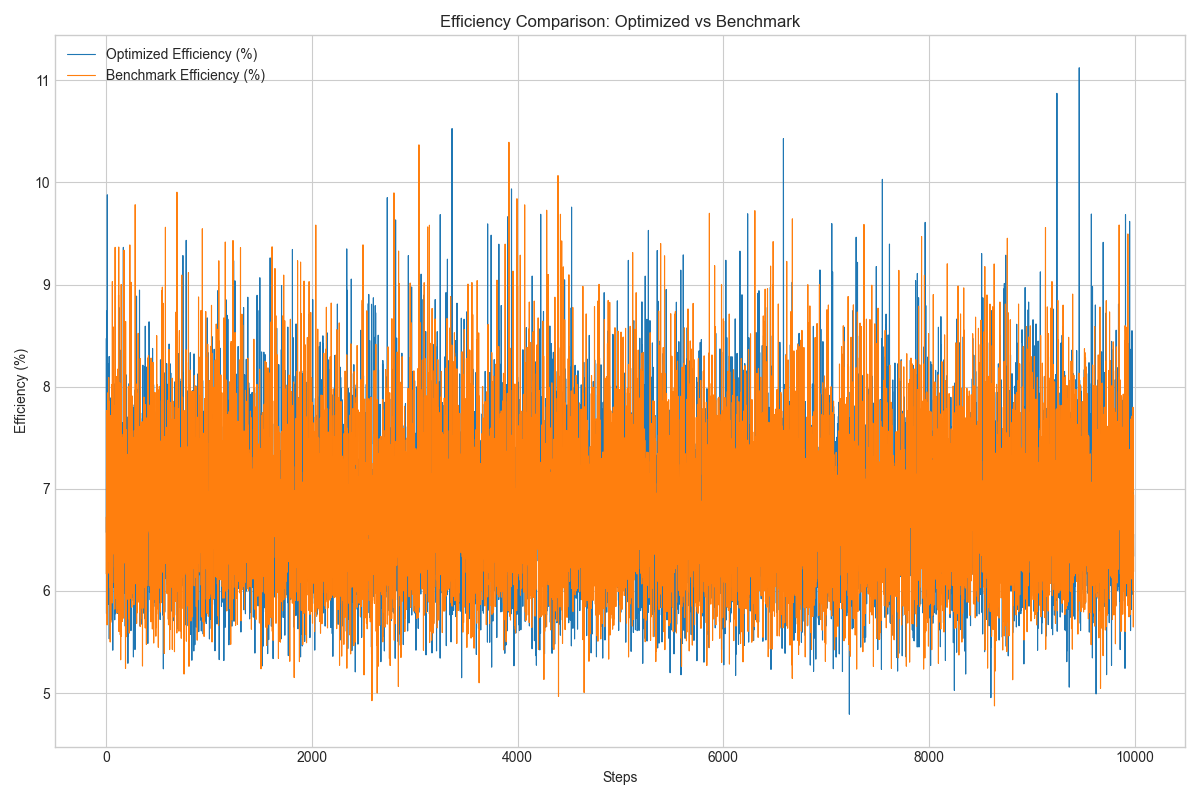 Efficiency Comparison: Optimized vs Benchmark
Optimized Efficiency (%)
Benchmark Efficiency (%)
11
10
9
8
7
6
5
Efficiency (%)
0
2000
4000
6000
8000
10000
Steps